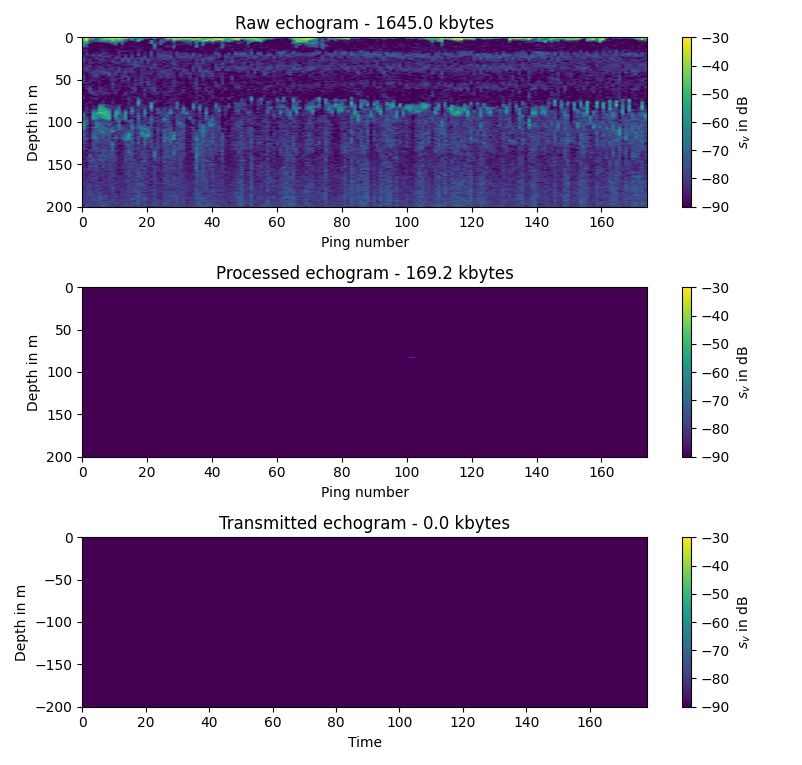 Raw echogram - 1645.0 kbytes
0
50
100
150
200
Depth in m
0 20 40 60 80 100 120 140 160
Ping number
−30
−40
−50
−60
−70
−80
−90
sv in dB
Processed echogram - 169.2 kbytes
0
50
100
150
200
Depth in m
0 20 40 60 80 100 120 140 160
Ping number
−30
−40
−50
−60
−70
−80
−90
sv in dB
Transmitted echogram - 0.0 kbytes
0
−50
−100
−150
−200
Depth in m
0 20 40 60 80 100 120 140 160
Time
−30
−40
−50
−60
−70
−80
−90
sv in dB